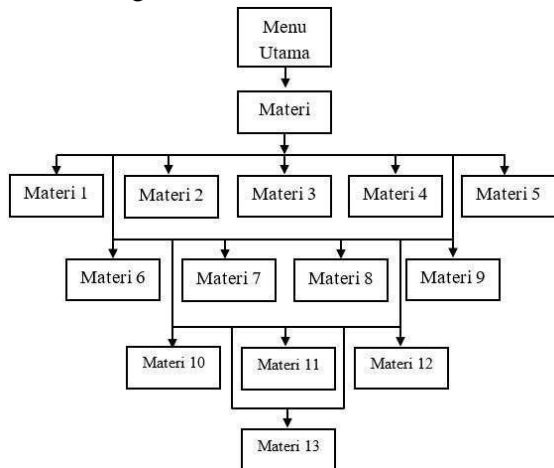 Menu
Utama
Materi
Materi 1
Materi 2
Materi 3
Materi 4
Materi 5
Materi 6
Materi 7
Materi 8
Materi 9
Materi 10
Materi 11
Materi 12
Materi 13